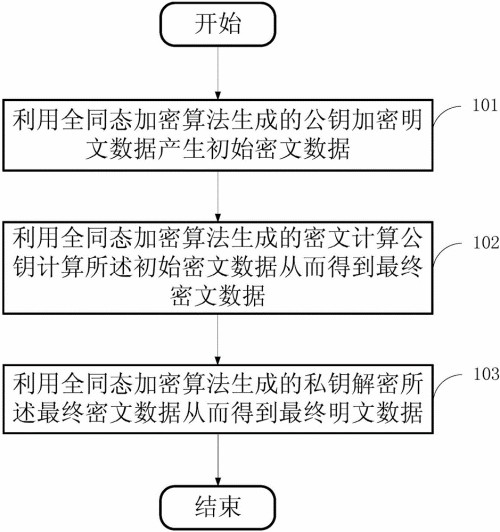 开始
利用全同态加密算法生成的公钥加密明
文数据产生初始密文数据
101
利用全同态加密算法生成的密文计算公
钥计算所述初始密文数据从而得到最终
密文数据
102
利用全同态加密算法生成的私钥解密所
述最终密文数据从而得到最终明文数据
103
结束